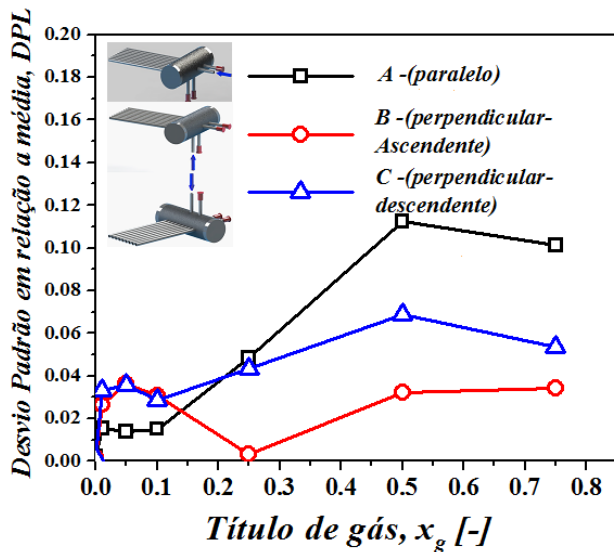 Desvio Padrão em relação a média, DPL
0.20
0.18
0.16
0.14
0.12
0.10
0.08
0.06
0.04
0.02
0.00
A -(paralelo)
B -(perpendicular-
Ascendente)
C -(perpendicular-
descendente)
0.0 0.1 0.2 0.3 0.4 0.5 0.6 0.7 0.8
Título de gás, xg [-]